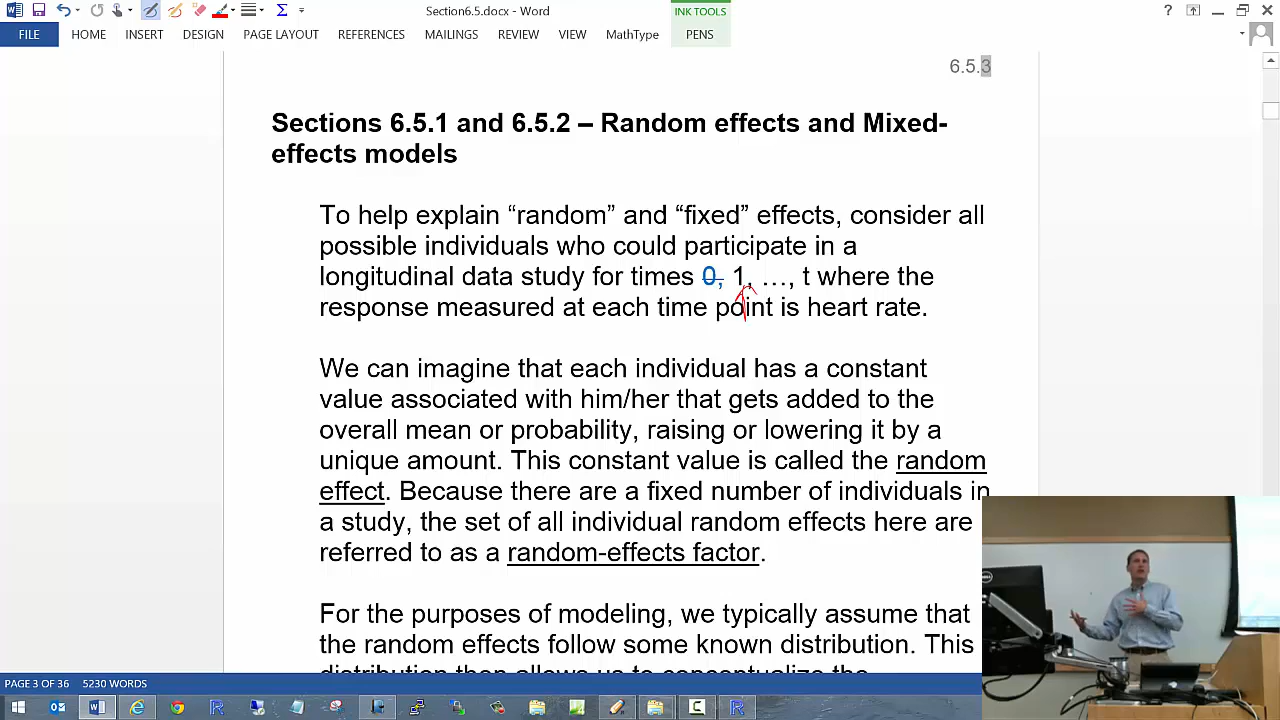 Section6.5.docx - Word
INK TOOLS
FILE HOME INSERT DESIGN PAGE LAYOUT REFERENCES MAILINGS REVIEW VIEW MathType PENS
6.5.3
Sections 6.5.1 and 6.5.2 – Random effects and Mixed-
effects models
To help explain “random” and “fixed” effects, consider all
possible individuals who could participate in a
longitudinal data study for times 0, 1, …, t where the
response measured at each time point is heart rate.
We can imagine that each individual has a constant
value associated with him/her that gets added to the
overall mean or probability, raising or lowering it by a
unique amount. This constant value is called the random
effect. Because there are a fixed number of individuals in
a study, the set of all individual random effects here are
referred to as a random-effects factor.
For the purposes of modeling, we typically assume that
the random effects follow some known distribution. This
distribution then allows us to conceptualize the
PAGE 3 OF 36 5230 WORDS